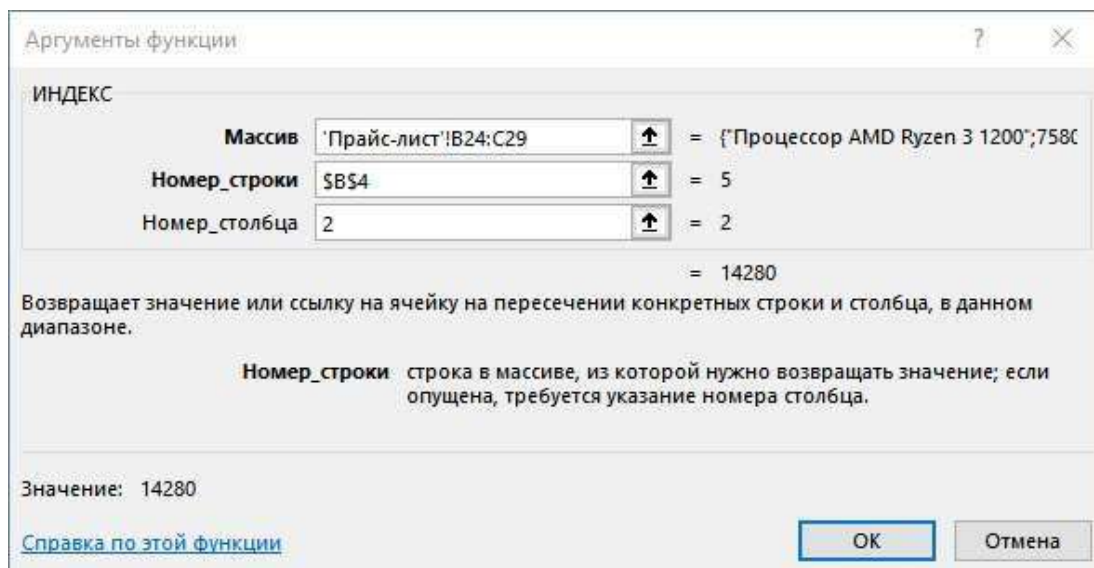 Аргументы функции ? ×
ИНДЕКС
Массив 'Прайс-лист'!B24:C29 = {"Процессор AMD Ryzen 3 1200";7580
Номер_строки $B$4 = 5
Номер_столбца 2 = 2
= 14280
Возвращает значение или ссылку на ячейку на пересечении конкретных строки и столбца, в данном
диапазоне.
Номер_строки строка в массиве, из которой нужно возвращать значение; если
опущена, требуется указание номера столбца.
Значение: 14280
Справка по этой функции ОК Отмена